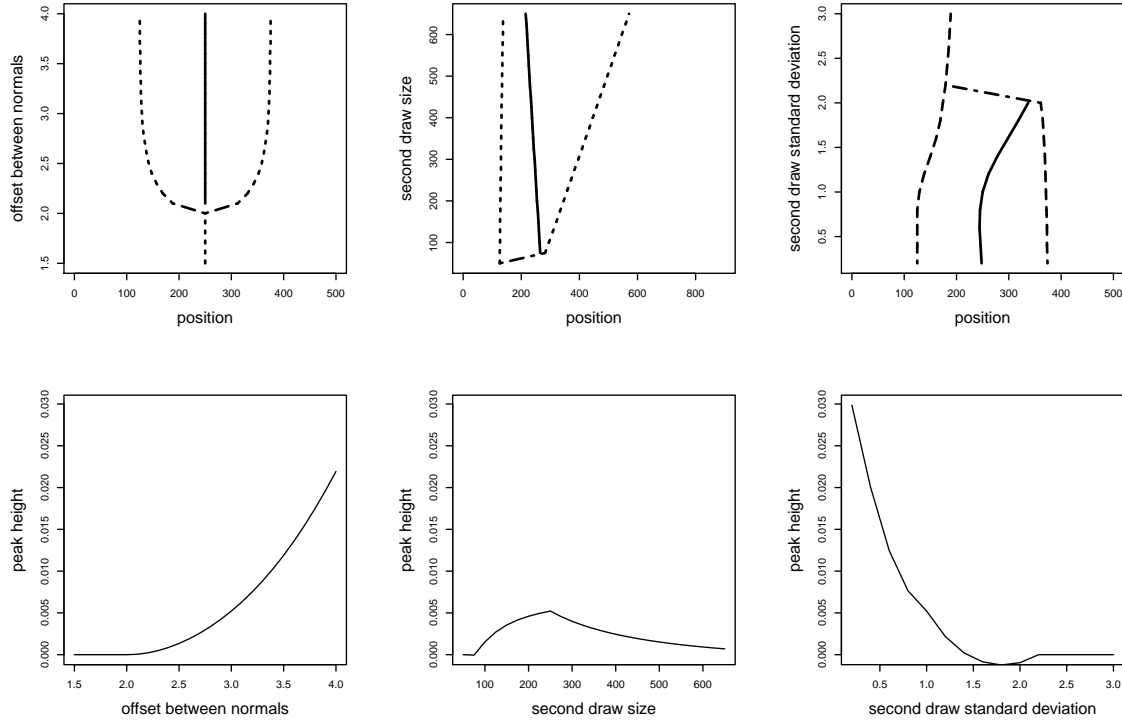 offset between normals
1.5 2.0 2.5 3.0 3.5 4.0
0 100 200 300 400 500
position
second draw size
100 200 300 400 500 600
0 200 400 600 800
position
second draw standard deviation
0.5 1.0 1.5 2.0 2.5 3.0
0 100 200 300 400 500
position
peak height
0.000 0.005 0.010 0.015 0.020 0.025 0.030
1.5 2.0 2.5 3.0 3.5 4.0
offset between normals
peak height
0.000 0.005 0.010 0.015 0.020 0.025 0.030
100 200 300 400 500 600
second draw size
peak height
0.000 0.005 0.010 0.015 0.020 0.025 0.030
0.5 1.0 1.5 2.0 2.5 3.0
second draw standard deviation